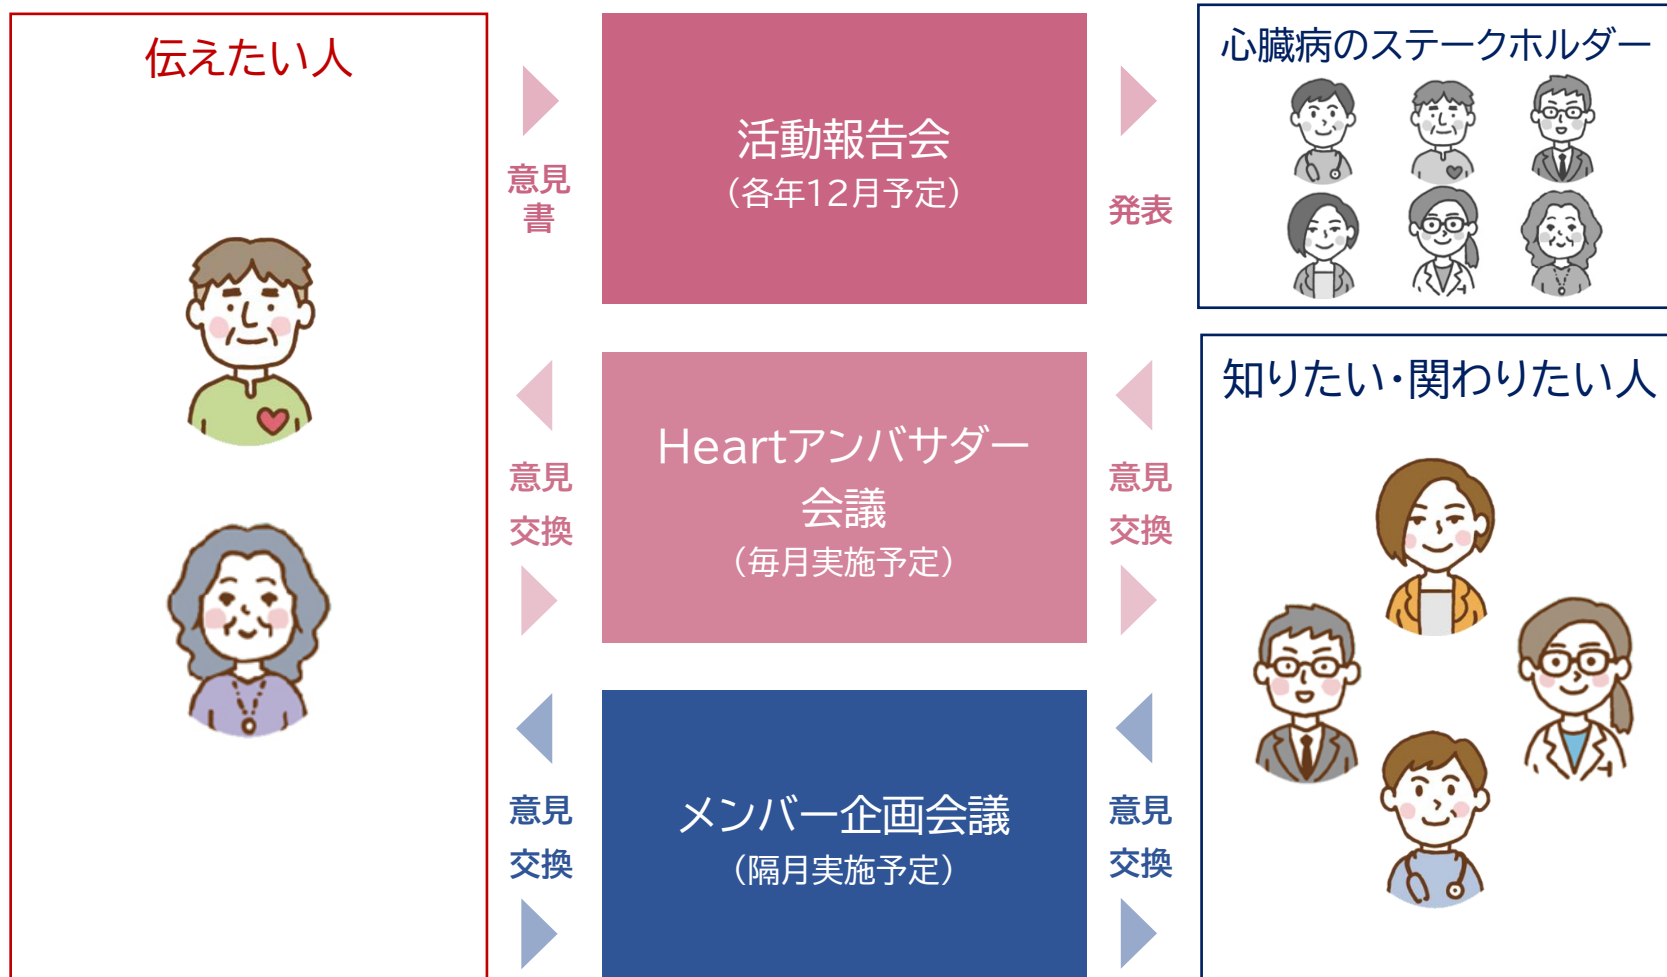 伝えたい人
意見
書
活動報告会
（各年12月予定）
発表
心臓病のステークホルダー
意見
交換
Heartアンバサダー
会議
（毎月実施予定）
意見
交換
知りたい・関わりたい人
意見
交換
メンバー企画会議
（隔月実施予定）
意見
交換